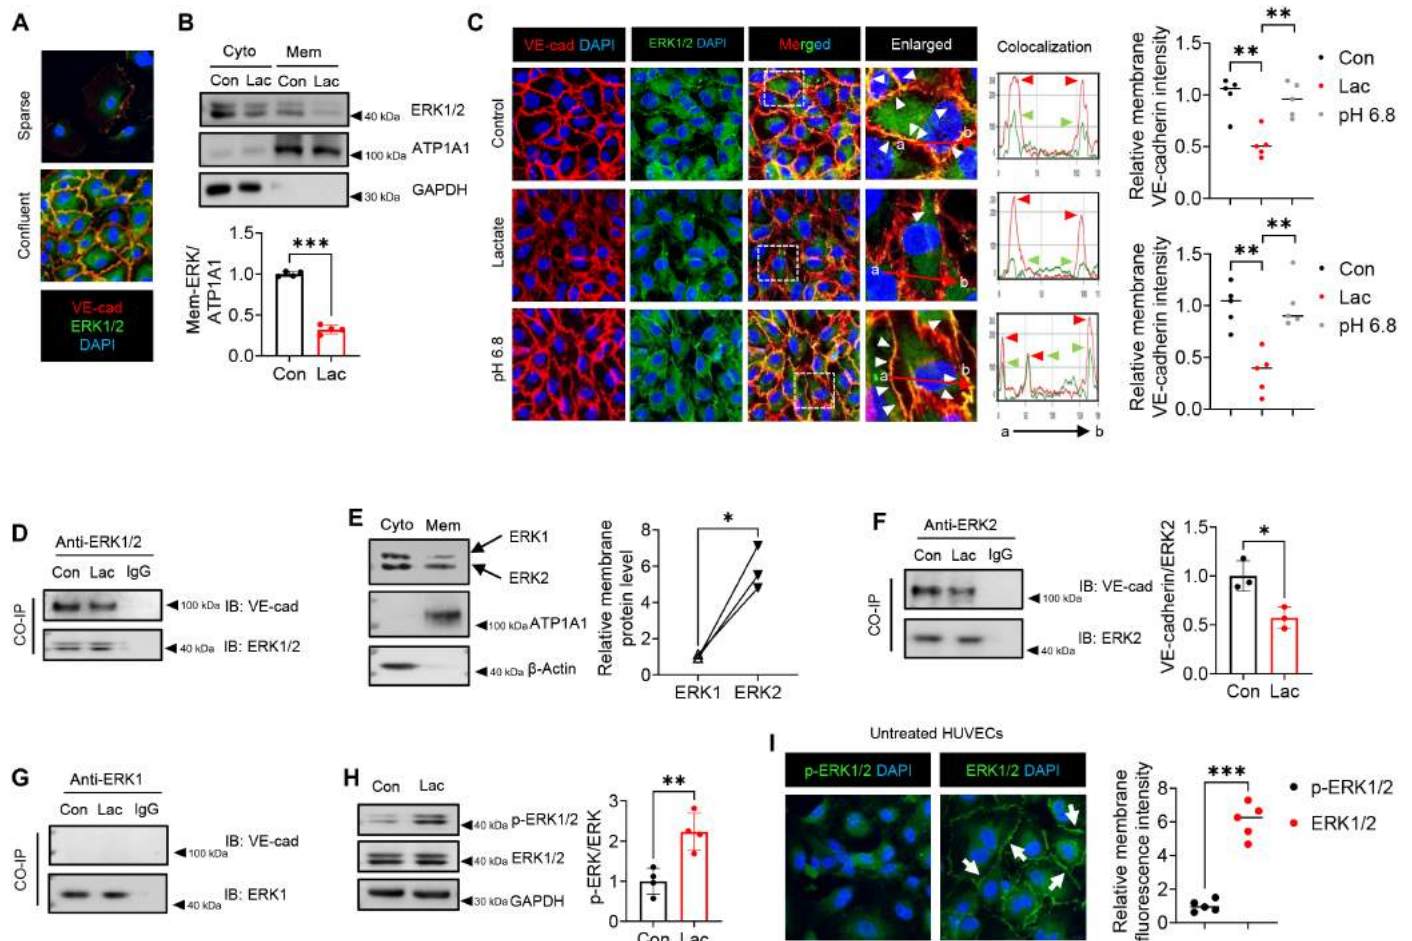 A
Sparse
Confluent
VE-cad
ERK1/2
DAPI
B
Cyto Mem
Con Lac Con Lac
ERK1/2
40 kDa
ATP1A1
100 kDa
GAPDH
30 kDa
Mem-ERK/
ATP1A1
1.5
1.0
0.5
0.0
***
Con Lac
C
VE-cad DAPI
ERK1/2 DAPI
Merged
Enlarged
Colocalization
Control
Lactate
pH 6.8
a b
a b
a b
a b
Relative membrane
VE-cadherin intensity
1.5
1.0
0.5
0.0
**
**
Con
Lac
pH 6.8
Relative membrane
VE-cadherin intensity
1.5
1.0
0.5
0.0
**
**
Con
Lac
pH 6.8
D
Anti-ERK1/2
Con Lac IgG
CO-IP
100 kDa IB: VE-cad
40 kDa IB: ERK1/2
E
Cyto Mem
ERK1
ERK2
100 kDa ATP1A1
40 kDa β-Actin
Relative membrane
protein level
8
6
4
2
0
*
ERK1 ERK2
F
Anti-ERK2
Con Lac IgG
CO-IP
IB: VE-cad
100 kDa
IB: ERK2
40 kDa
VE-cadherin/ERK2
1.5
1.0
0.5
0.0
*
Con Lac
G
Anti-ERK1
Con Lac IgG
CO-IP
IB: VE-cad
100 kDa
IB: ERK1
40 kDa
H
Con Lac
p-ERK1/2
40 kDa
ERK1/2
40 kDa
30 kDa GAPDH
p-ERK/ERK
3
2
1
0
**
Con Lac
I
Untreated HUVECs
p-ERK1/2 DAPI
ERK1/2 DAPI
Relative membrane
fluorescence intensity
8
6
4
2
0
***
p-ERK1/2
ERK1/2